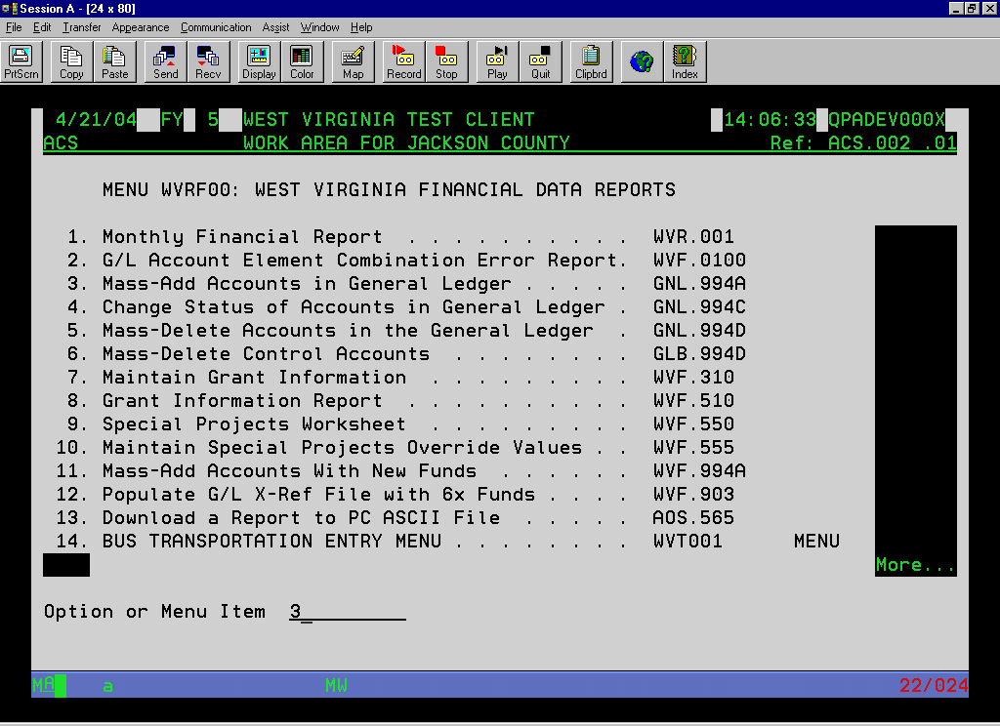 Session A - [24 x 80]
File Edit Transfer Appearance Communication Assist Window Help
PrtScrn Copy Paste Send Recv Display Color Map Record Stop Play Quit Clipbrd Index
4/21/04 FY 5 WEST VIRGINIA TEST CLIENT 14:06:33 QPADEV000X
ACS WORK AREA FOR JACKSON COUNTY Ref: ACS.002 .01
MENU WVRF00: WEST VIRGINIA FINANCIAL DATA REPORTS
1. Monthly Financial Report . . . . . . . . . . WVR.001
2. G/L Account Element Combination Error Report. WVF.0100
3. Mass-Add Accounts in General Ledger . . . . . GNL.994A
4. Change Status of Accounts in General Ledger . GNL.994C
5. Mass-Delete Accounts in the General Ledger . GNL.994D
6. Mass-Delete Control Accounts . . . . . . . . GLB.994D
7. Maintain Grant Information . . . . . . . . . WVF.310
8. Grant Information Report . . . . . . . . . . WVF.510
9. Special Projects Worksheet . . . . . . . . . WVF.550
10. Maintain Special Projects Override Values . . WVF.555
11. Mass-Add Accounts With New Funds . . . . . . WVF.994A
12. Populate G/L X-Ref File with 6x Funds . . . . WVF.903
13. Download a Report to PC ASCII File . . . . . AOS.565
14. BUS TRANSPORTATION ENTRY MENU . . . . . . . . WVT001 MENU
More...
Option or Menu Item 3_
MA a MW 22/024